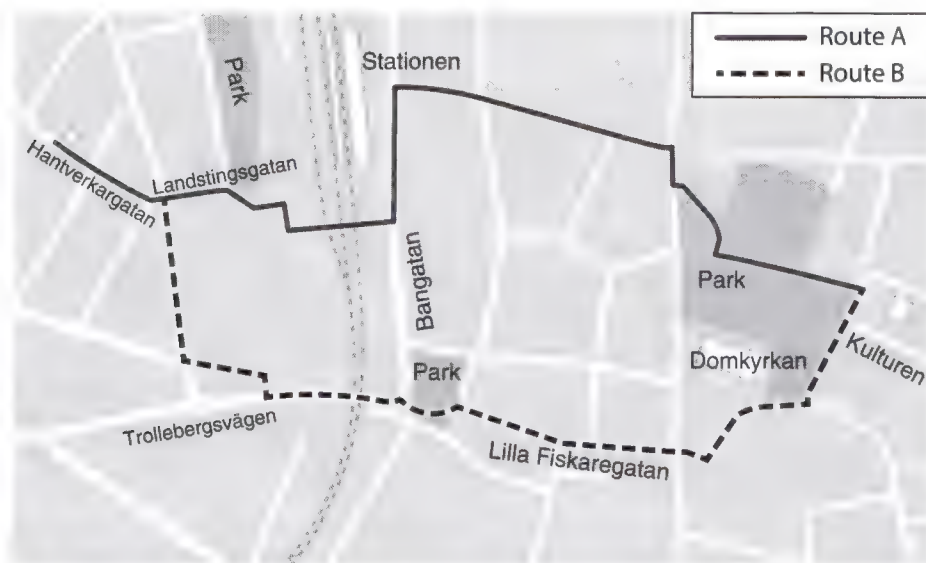 Route A
Route B
Stationen
Park
Hantverkargatan
Landstingsgatan
Bangatan
Park
Park
Domkyrkan
Kulturen
Trollebergsvägen
Lilla Fiskaregatan